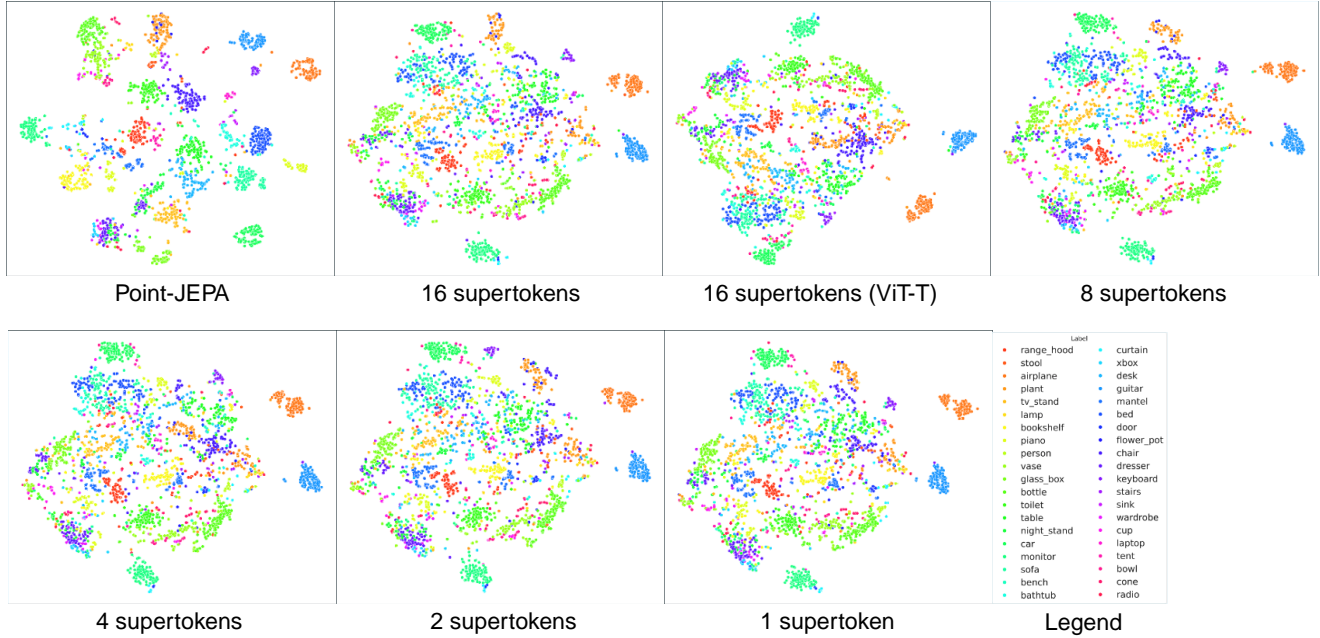 Point-JEPA
16 supertokens
16 supertokens (ViT-T)
8 supertokens
4 supertokens
2 supertokens
1 supertoken
Label
range_hood
stool
airplane
plant
tv_stand
lamp
bookshelf
piano
person
vase
glass_box
bottle
toilet
table
night_stand
car
monitor
sofa
bench
bathtub
curtain
xbox
desk
guitar
mantel
bed
door
flower_pot
chair
dresser
keyboard
stairs
sink
wardrobe
cup
laptop
tent
bowl
cone
radio
Legend